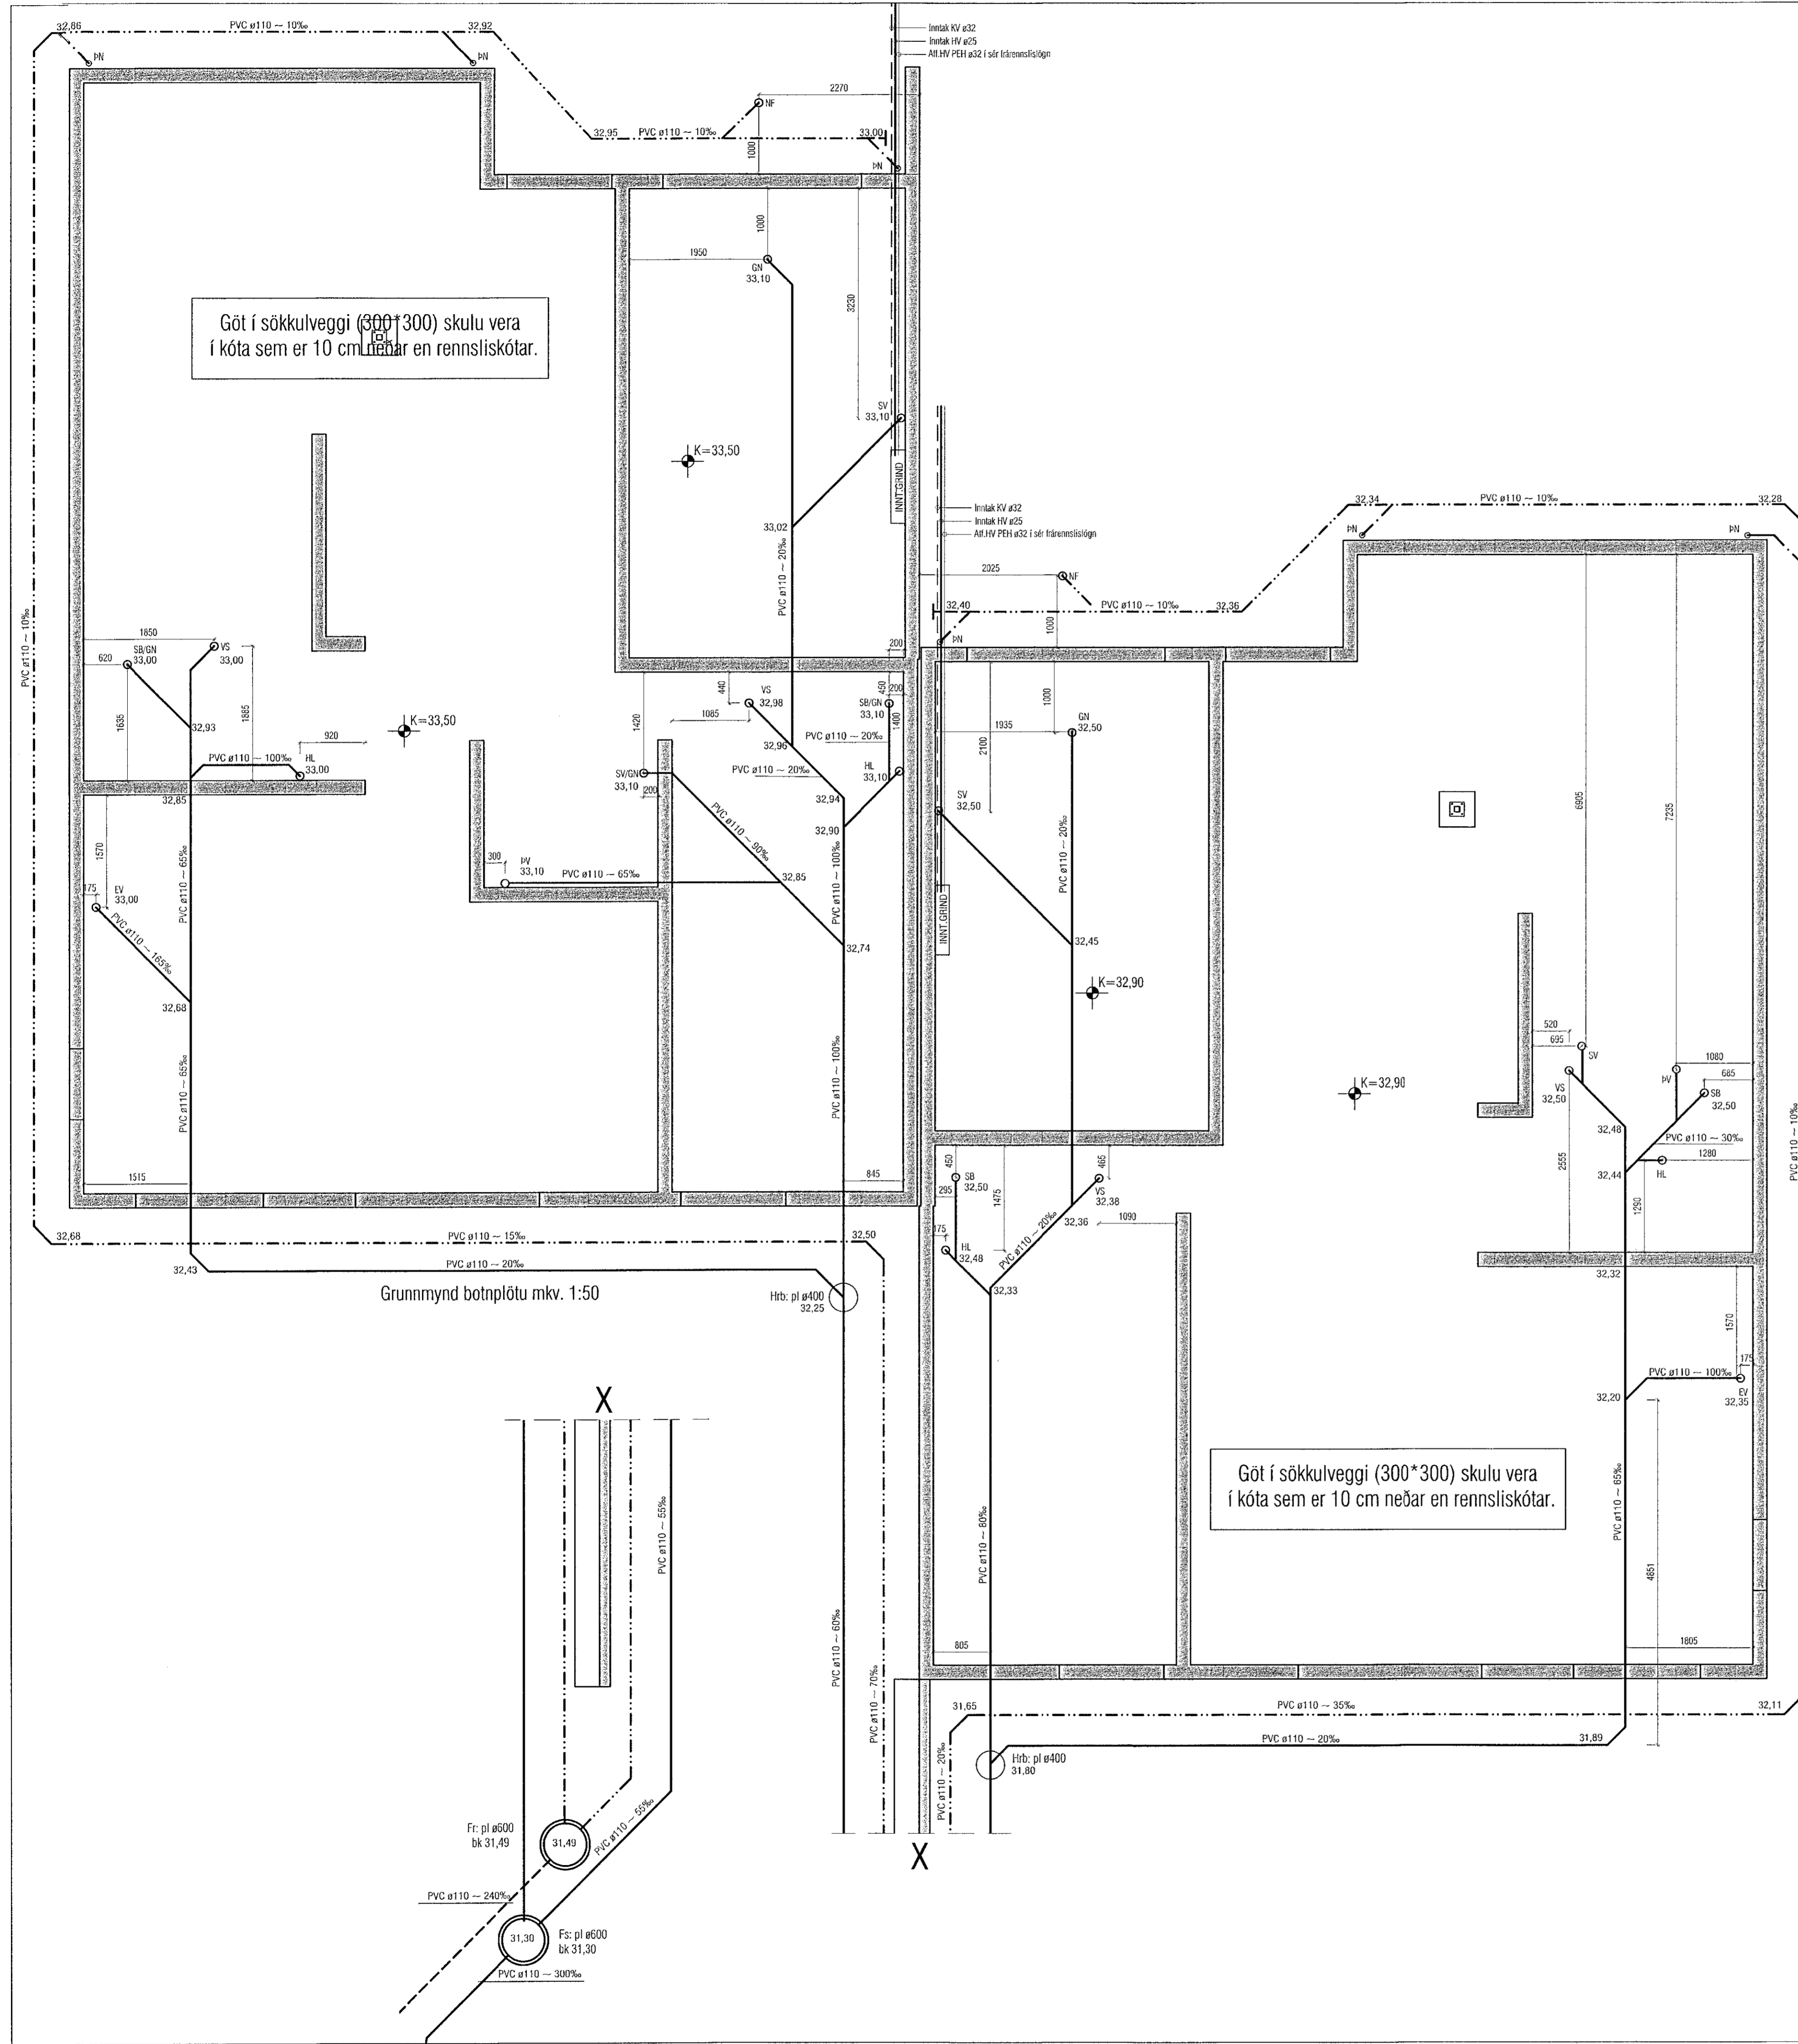 32,86
PVC ø110 ~ 10‰
32,92
ÞN
ÞN
Inntak KV ø32
Inntak HV ø25
Afl.HV PEH ø32 í sér frárennslislögn
2270
NF
32,95
PVC ø110 ~ 10‰
33,00
1000
ÞN
1000
1950
GN
33,10
3230
Göt í sökkulveggi (300*300) skulu vera
í kóta sem er 10 cm neðar en rennsliskótar.
SV
33,10
K=33,50
INNT.GRIND
33,02
PVC ø110 ~ 20‰
Inntak KV ø32
Inntak HV ø25
Afl.HV PEH ø32 í sér frárennslislögn
32,34
PVC ø110 ~ 10‰
32,28
ÞN
ÞN
2025
NF
32,40
PVC ø110 ~ 10‰
32,36
1000
ÞN
PVC ø110 ~ 10‰
1850
620
SB/GN
33,00
VS
33,00
1635
1885
32,93
K=33,50
920
PVC ø110 ~ 100‰
HL
33,00
32,85
200
440
VS
32,98
450
200
SB/GN
33,10
1400
1420
1085
32,96
PVC ø110 ~ 20‰
PVC ø110 ~ 20‰
HL
33,10
SV/GN
33,10
200
32,94
32,90
PVC ø110 ~ 90‰
PVC ø110 ~ 100‰
300
ÞV
33,10
PVC ø110 ~ 65‰
32,85
32,74
1570
175
EV
33,00
PVC ø110 ~ 65‰
PVC ø110 ~ 165‰
32,68
PVC ø110 ~ 65‰
PVC ø110 ~ 100‰
1000
1935
GN
32,50
2100
SV
32,50
PVC ø110 ~ 20‰
INNT.GRIND
32,45
K=32,90
6905
7235
520
695
SV
VS
32,50
1080
ÞV
685
SB
32,50
K=32,90
32,48
PVC ø110 ~ 30‰
32,44
1280
HL
2555
1290
PVC ø110 ~ 10‰
1515
845
32,68
PVC ø110 ~ 15‰
32,50
32,43
PVC ø110 ~ 20‰
Grunnmynd botnplötu mkv. 1:50
Hrb: pl ø400
32,25
450
SB
32,50
295
1475
465
VS
32,38
32,36
1090
175
HL
32,48
PVC ø110 ~ 20‰
32,33
32,32
1570
175
PVC ø110 ~ 100‰
EV
32,35
32,20
Göt í sökkulveggi (300*300) skulu vera
í kóta sem er 10 cm neðar en rennsliskótar.
PVC ø110 ~ 65‰
4851
PVC ø110 ~ 80‰
805
1805
X
PVC ø110 ~ 55‰
PVC ø110 ~ 60‰
PVC ø110 ~ 70‰
31,65
PVC ø110 ~ 35‰
32,11
PVC ø110 ~ 20‰
PVC ø110 ~ 20‰
31,89
Hrb: pl ø400
31,80
X
Fr: pl ø600
bk 31,49
31,49
PVC ø110 ~ 55‰
PVC ø110 ~ 240‰
31,30
Fs: pl ø600
bk 31,30
PVC ø110 ~ 300‰